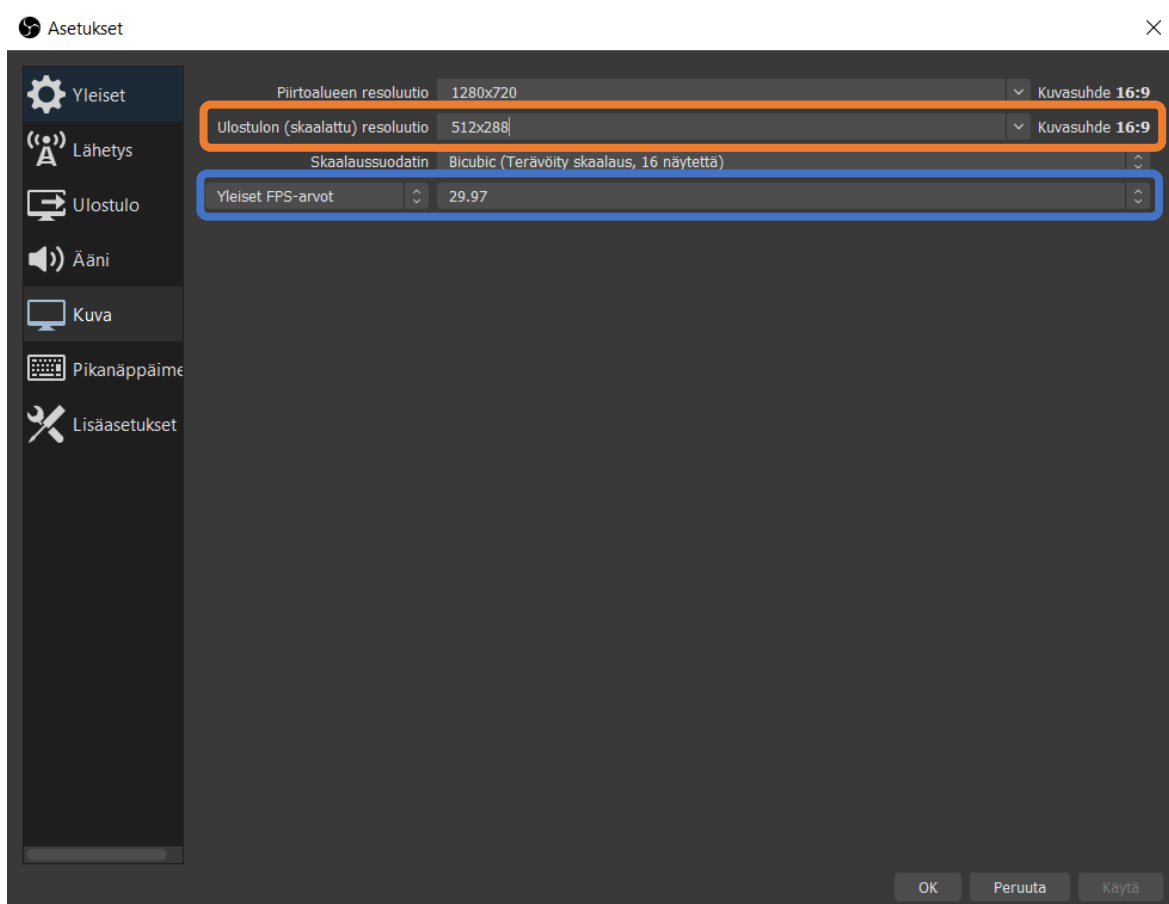 Asetukset
Yleiset
Lähetys
Ulostulo
Ääni
Kuva
Pikanäppäime
Lisäasetukset
Piirtoalueen resoluutio 1280x720 Kuvasuhde 16:9
Ulostulon (skaalattu) resoluutio 512x288 Kuvasuhde 16:9
Skaalaussuodatin Bicubic (Terävöity skaalaus, 16 näytettä)
Yleiset FPS-arvot 29.97
OK Peruuta Käytä